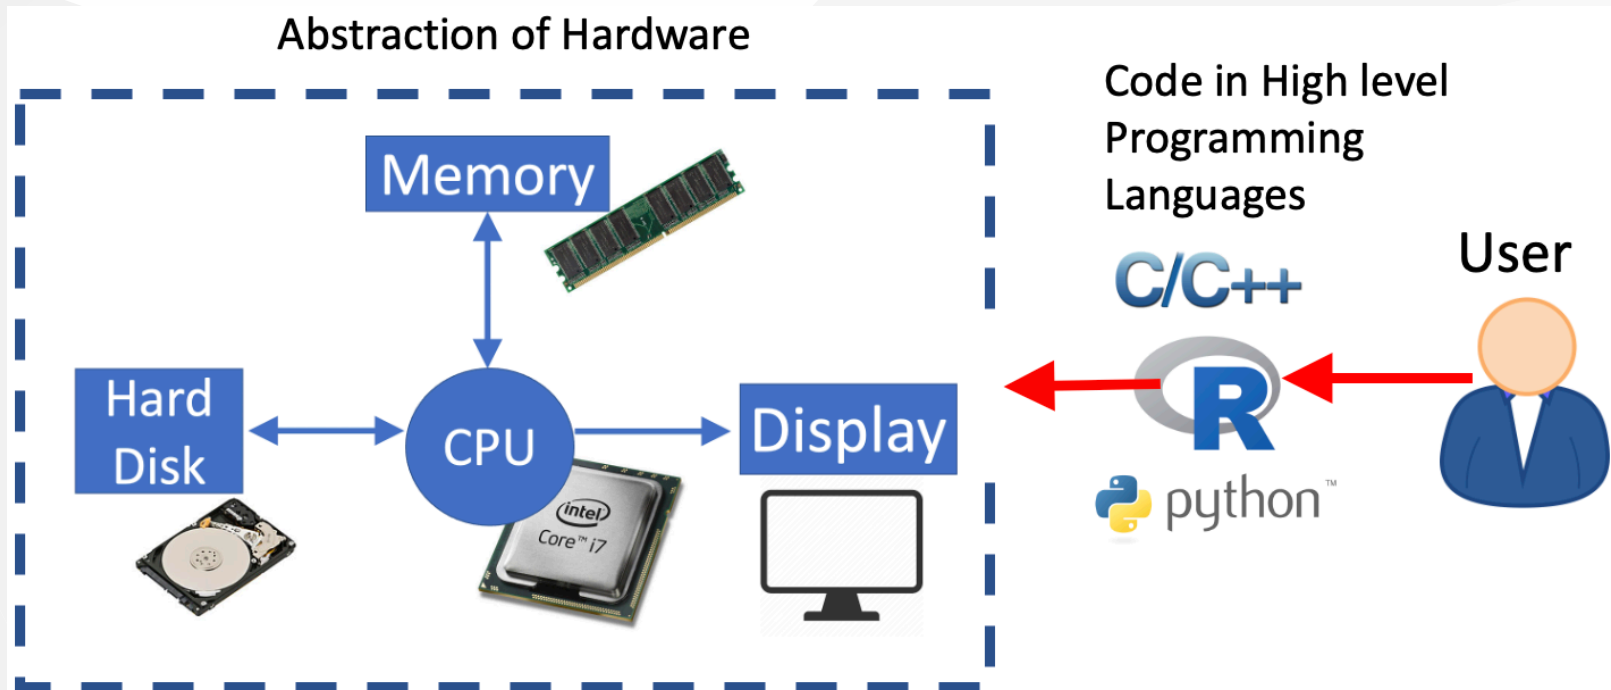 Abstraction of Hardware
Code in High level
Programming
Languages
Memory
User
C/C++
Hard
Disk
CPU
Display
R
python™
intel
Core™ i7